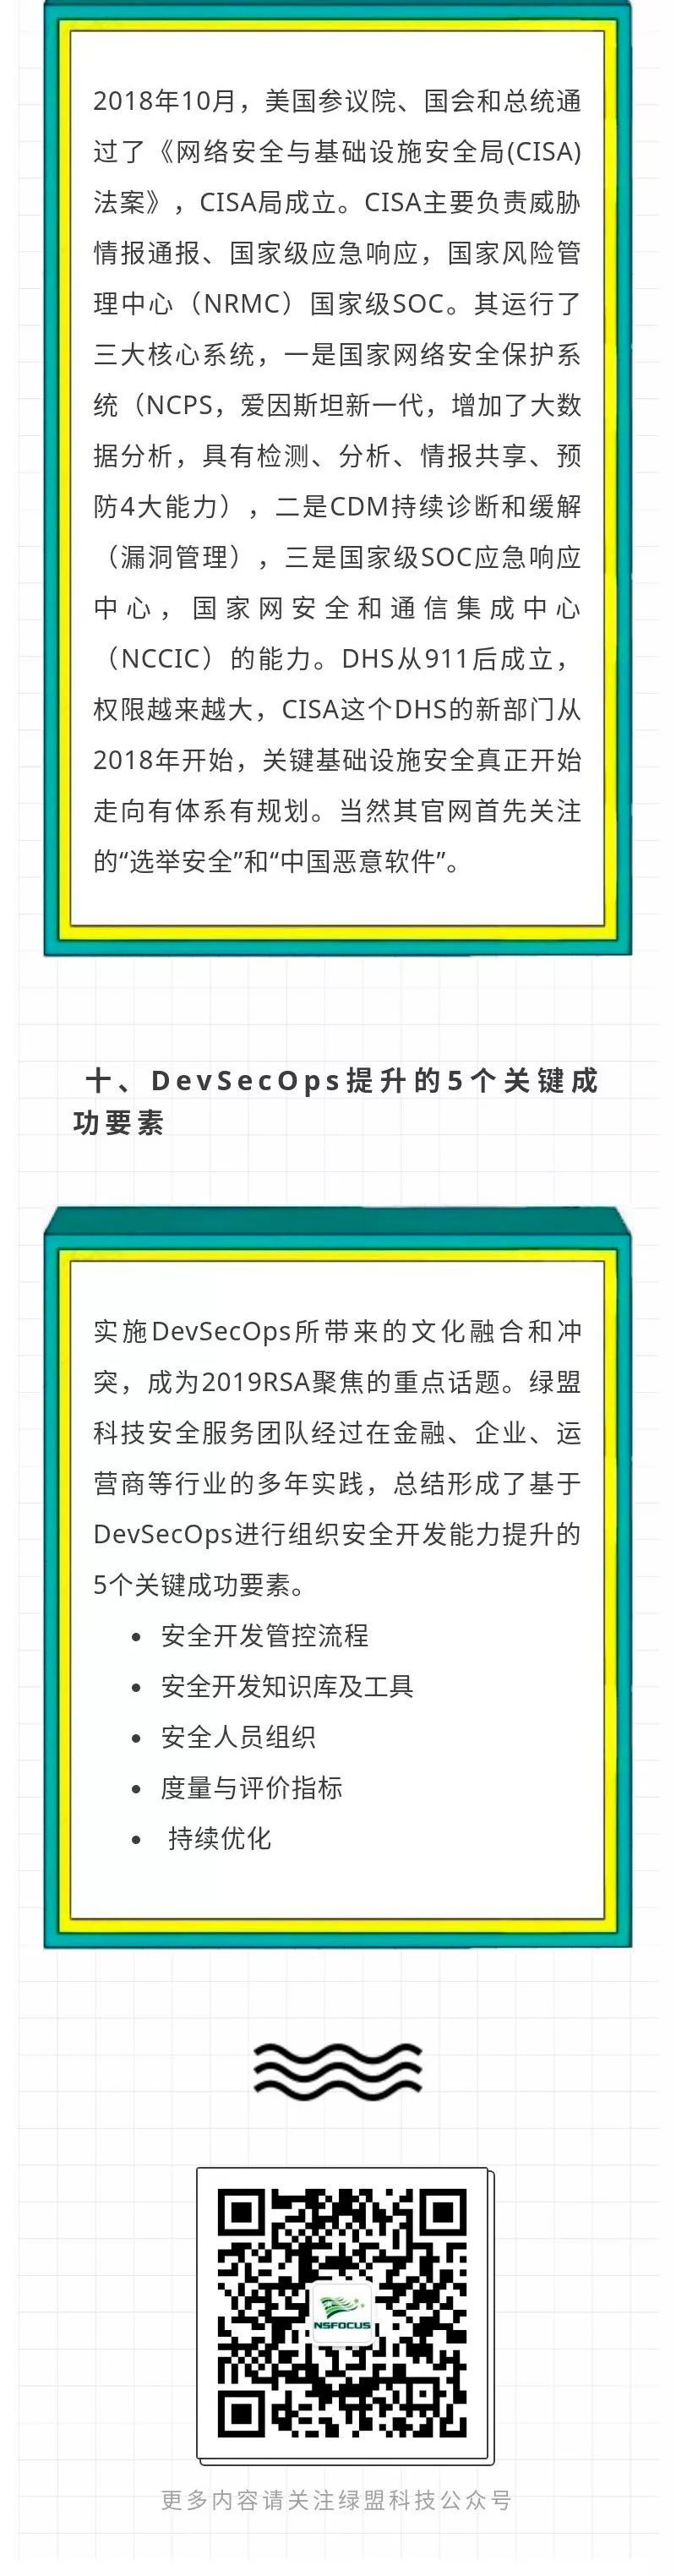 2018年10月，美国参议院、国会和总统通
过了《网络安全与基础设施安全局(CISA)
法案》，CISA局成立。CISA主要负责威胁
情报通报、国家级应急响应，国家风险管
理中心（NRMC）国家级SOC。其运行了
三大核心系统，一是国家网络安全保护系
统（NCPS，爱因斯坦新一代，增加了大数
据分析，具有检测、分析、情报共享、预
防4大能力），二是CDM持续诊断和缓解
（漏洞管理），三是国家级SOC应急响应
中心，国家网安全和通信集成中心
（NCCIC）的能力。DHS从911后成立，
权限越来越大，CISA这个DHS的新部门从
2018年开始，关键基础设施安全真正开始
走向有体系有规划。当然其官网首先关注
的“选举安全”和“中国恶意软件”。
十、DevSecOps提升的5个关键成
功要素
实施DevSecOps所带来的文化融合和冲
突，成为2019RSA聚焦的重点话题。绿盟
科技安全服务团队经过在金融、企业、运
营商等行业的多年实践，总结形成了基于
DevSecOps进行组织安全开发能力提升的
5个关键成功要素。
• 安全开发管控流程
• 安全开发知识库及工具
• 安全人员组织
• 度量与评价指标
• 持续优化
NSFOCUS
更多内容请关注绿盟科技公众号